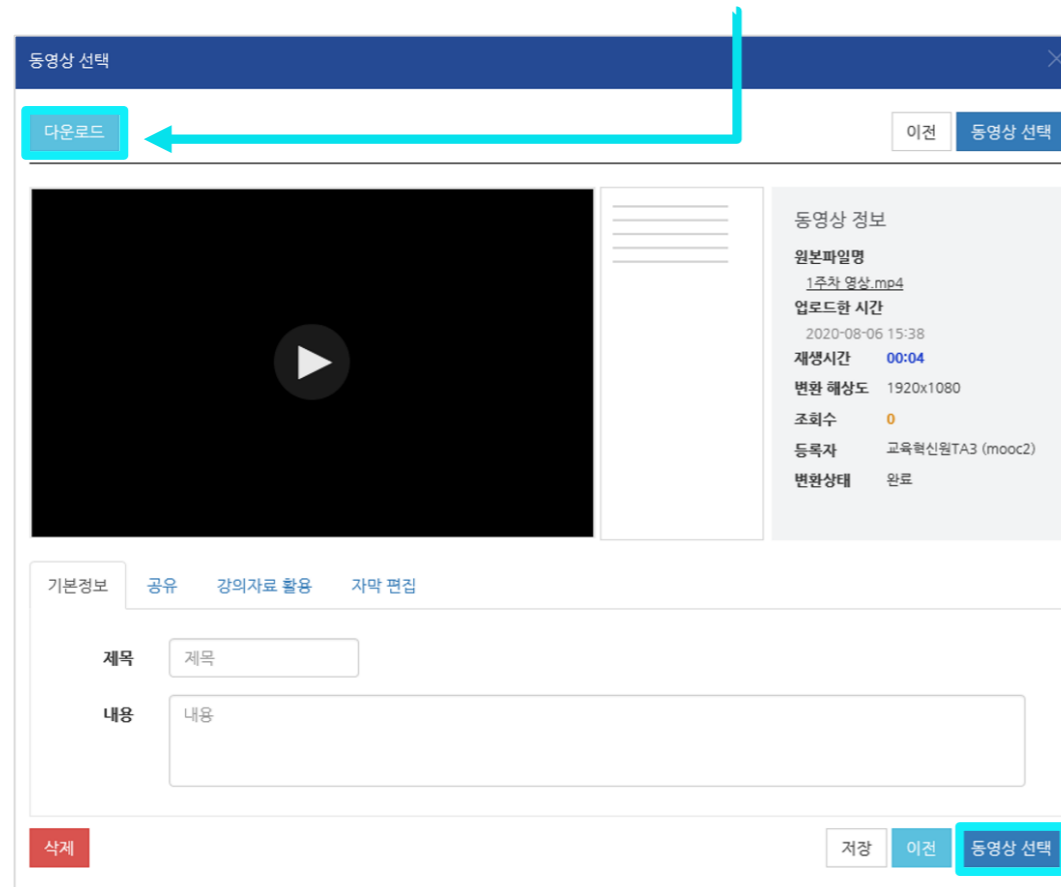 동영상 선택
다운로드
이전 동영상 선택
동영상 정보
원본파일명
1주차 영상.mp4
업로드한 시간
2020-08-06 15:38
재생시간 00:04
변환 해상도 1920x1080
조회수 0
등록자 교육혁신원TA3 (mooc2)
변환상태 완료
기본정보 공유 강의자료 활용 자막 편집
제목 제목
내용 내용
삭제 저장 이전 동영상 선택